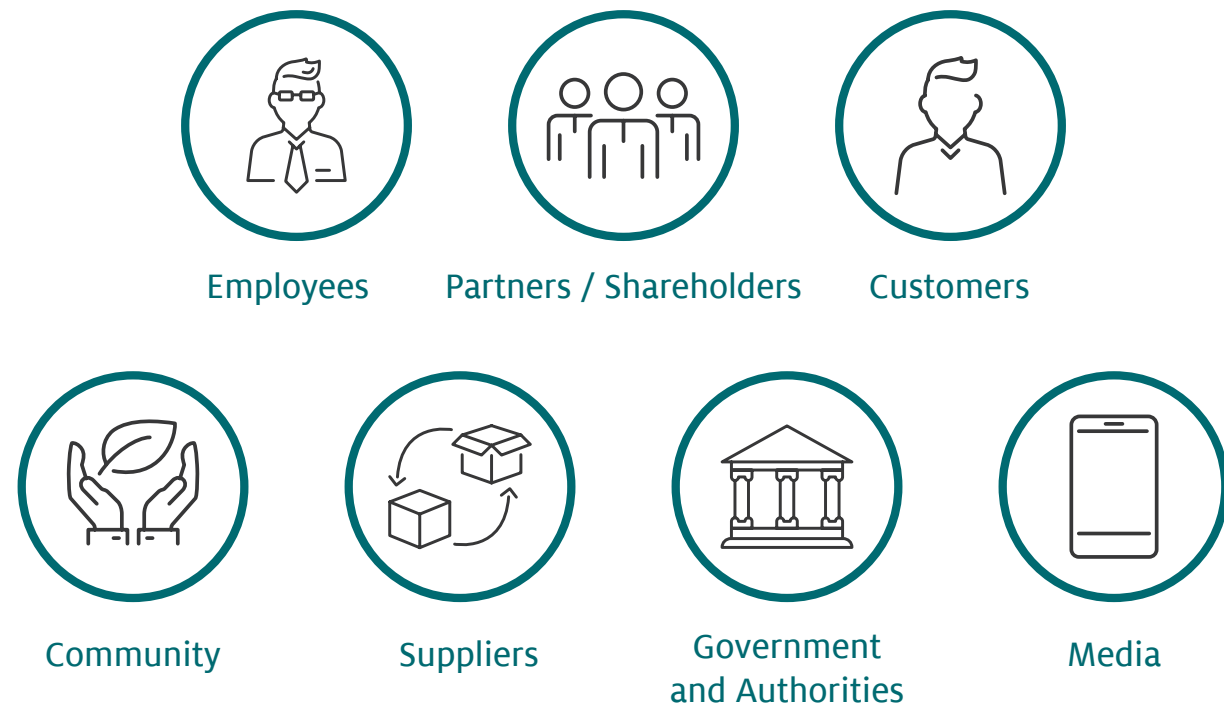 Employees
Partners / Shareholders
Customers
Community
Suppliers
Government
and Authorities
Media